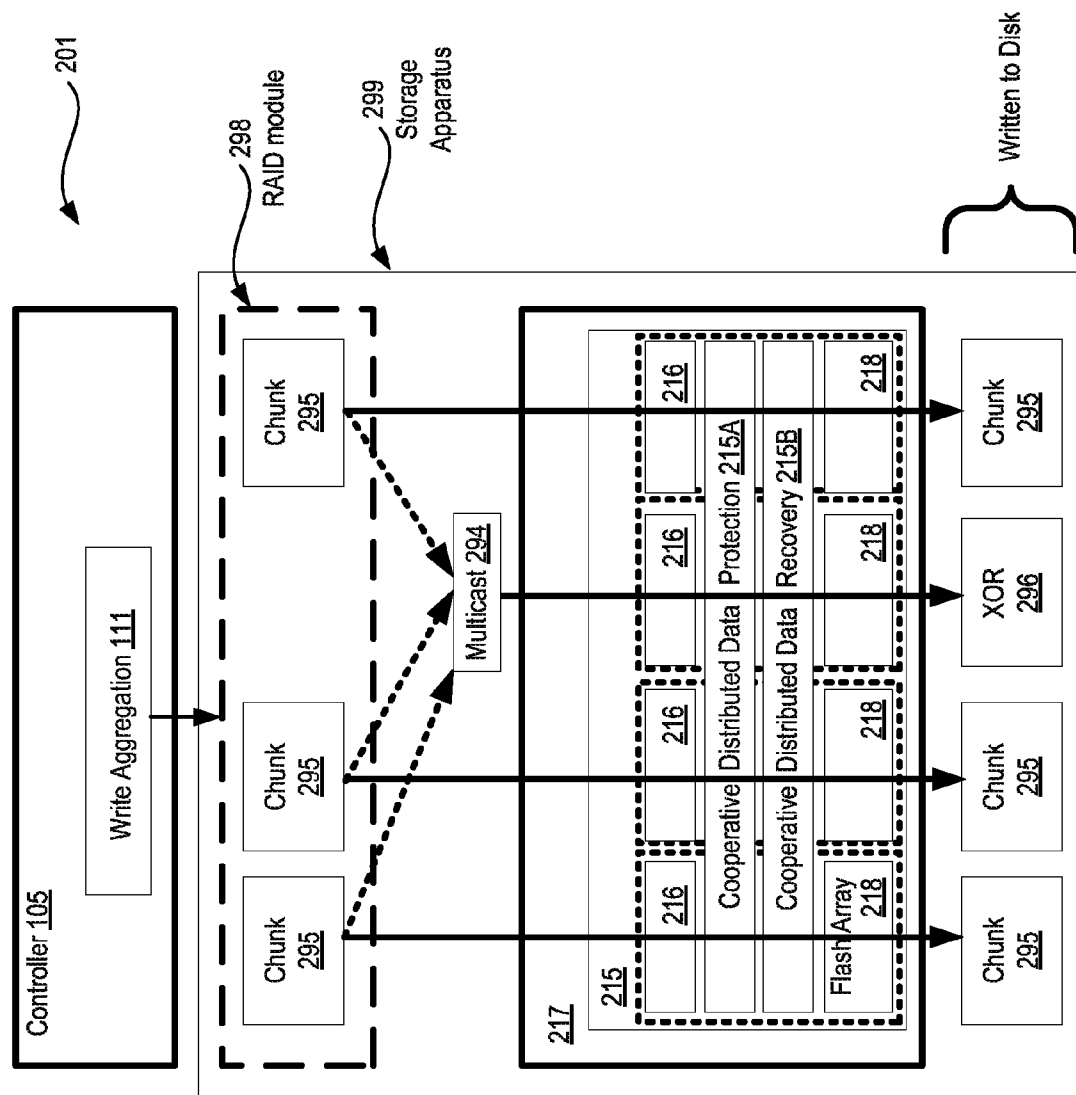 201
Controller 105
Write Aggregation 111
298
RAID module
299
Storage
Apparatus
Chunk
295
Chunk
295
Chunk
295
Multicast 294
217
215
216
216
216
216
Cooperative Distributed Data Protection 215A
Cooperative Distributed Data Recovery 215B
Flash Array
218
218
218
218
Chunk
295
Chunk
295
XOR
296
Chunk
295
Written to Disk